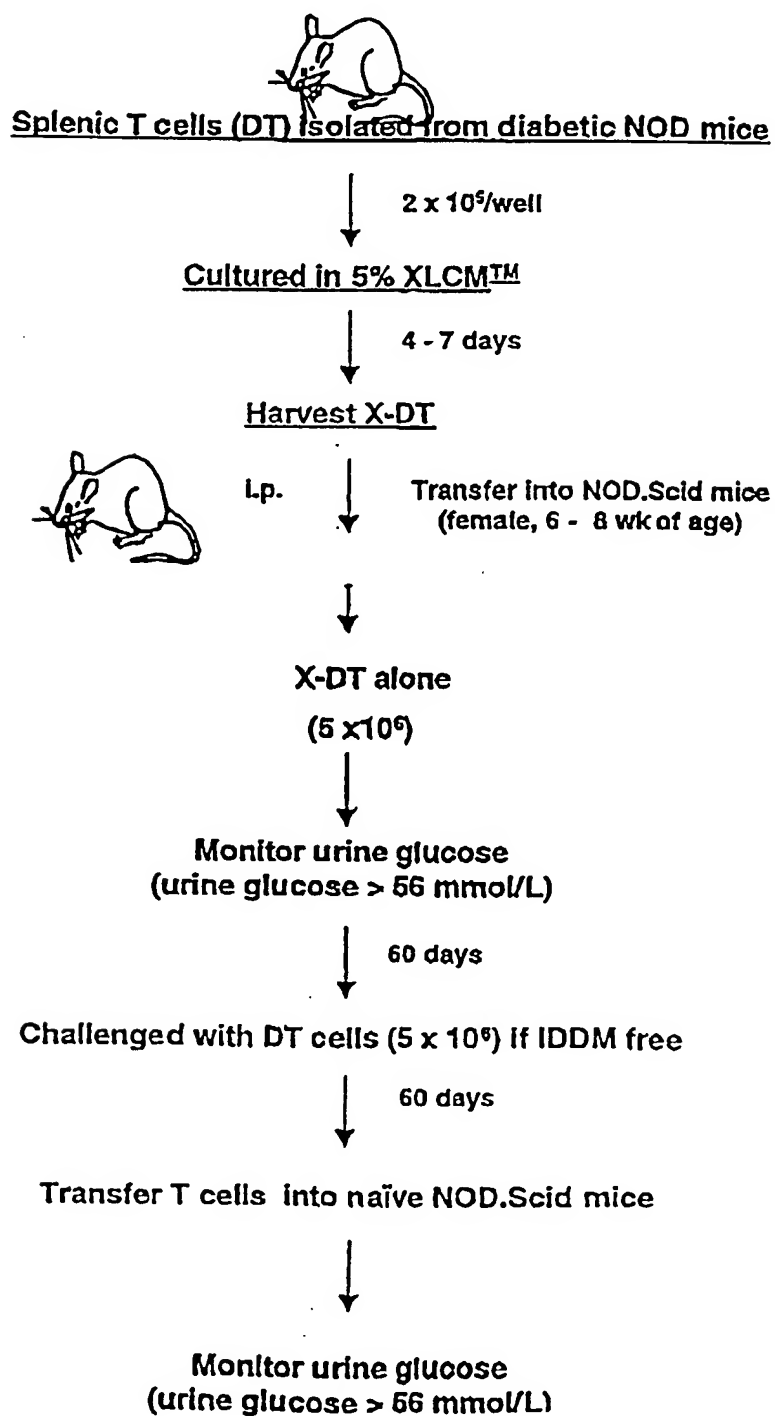 Splenic T cells (DT) isolated from diabetic NOD mice
2 x 10⁵/well
Cultured in 5% XLCM™
4 - 7 days
Harvest X-DT
i.p.
Transfer into NOD.Scid mice
(female, 6 - 8 wk of age)
X-DT alone
(5 x10⁶)
Monitor urine glucose
(urine glucose > 56 mmol/L)
60 days
Challenged with DT cells (5 x 10⁶) if IDDM free
60 days
Transfer T cells into naïve NOD.Scid mice
Monitor urine glucose
(urine glucose > 56 mmol/L)